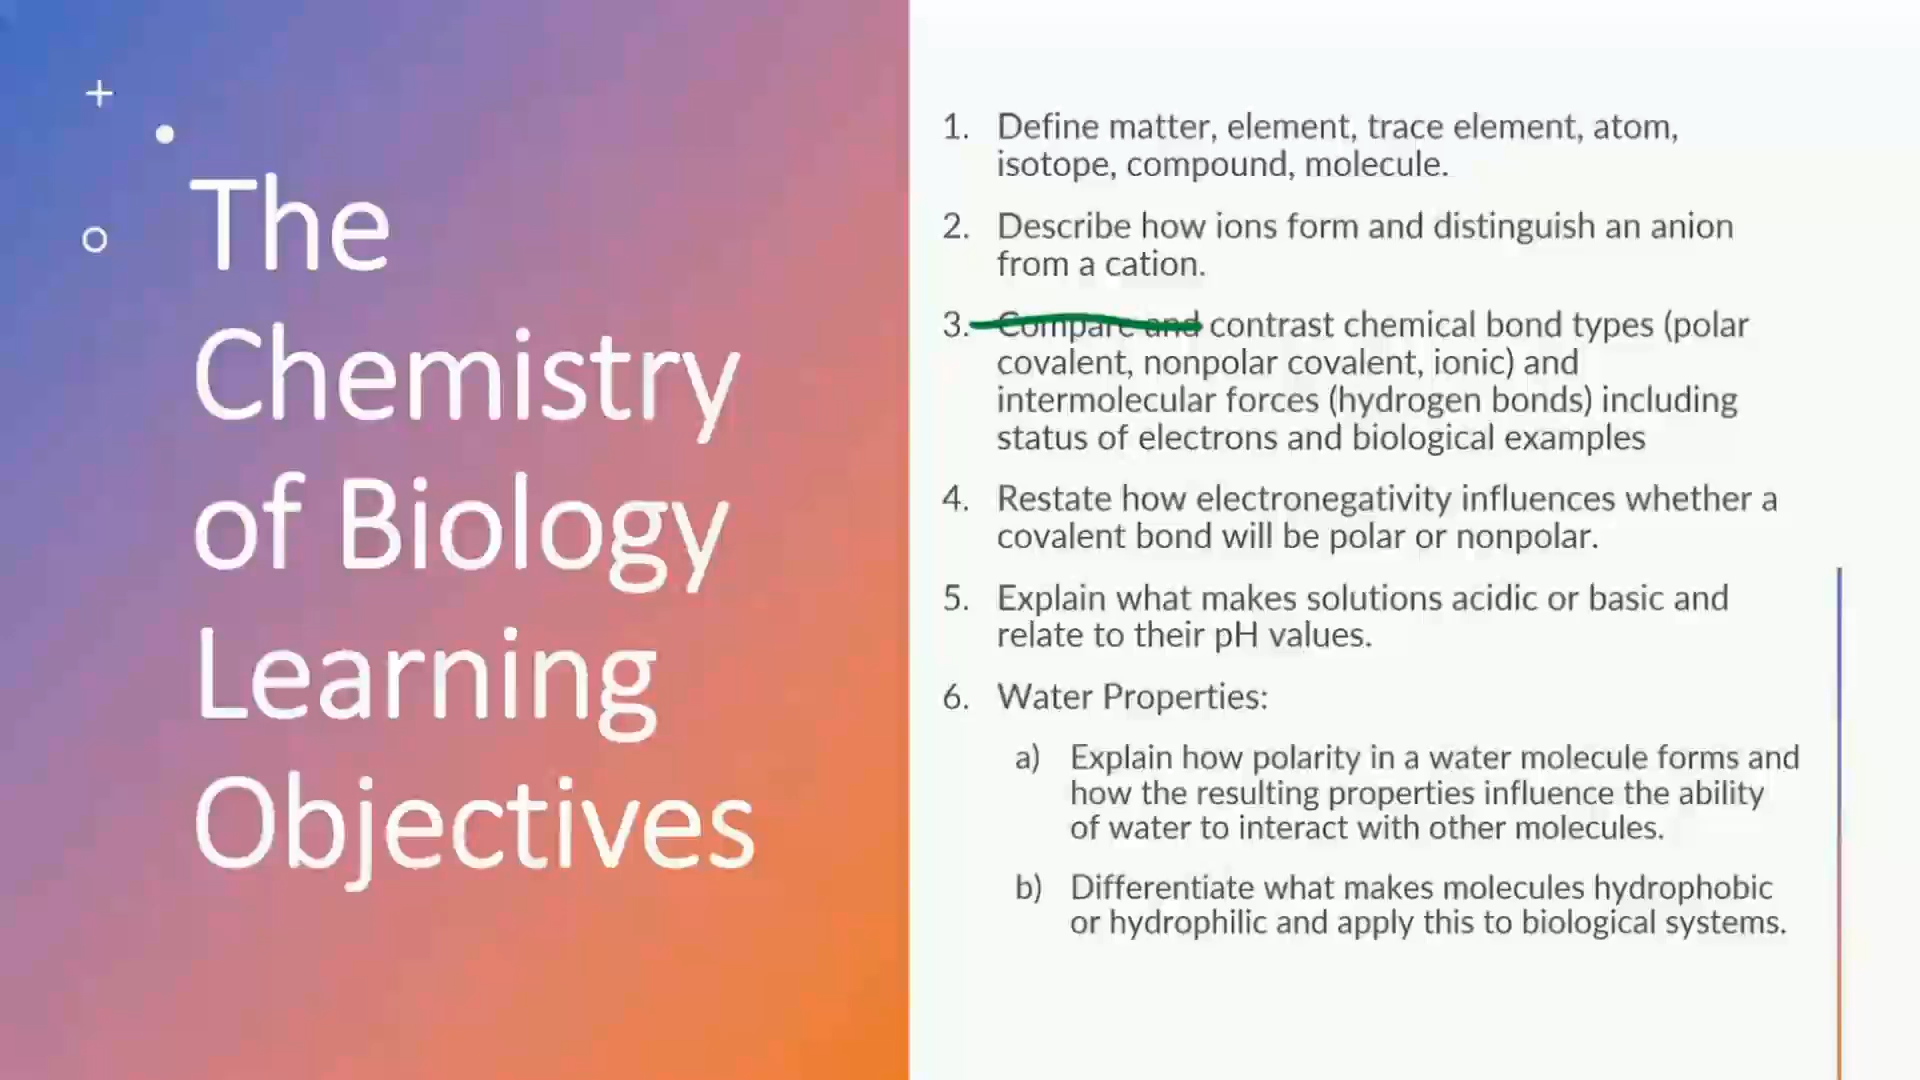 The
Chemistry
of Biology
Learning
Objectives
1. Define matter, element, trace element, atom,
isotope, compound, molecule.
2. Describe how ions form and distinguish an anion
from a cation.
3. Compare and contrast chemical bond types (polar
covalent, nonpolar covalent, ionic) and
intermolecular forces (hydrogen bonds) including
status of electrons and biological examples
4. Restate how electronegativity influences whether a
covalent bond will be polar or nonpolar.
5. Explain what makes solutions acidic or basic and
relate to their pH values.
6. Water Properties:
a) Explain how polarity in a water molecule forms and
how the resulting properties influence the ability
of water to interact with other molecules.
b) Differentiate what makes molecules hydrophobic
or hydrophilic and apply this to biological systems.